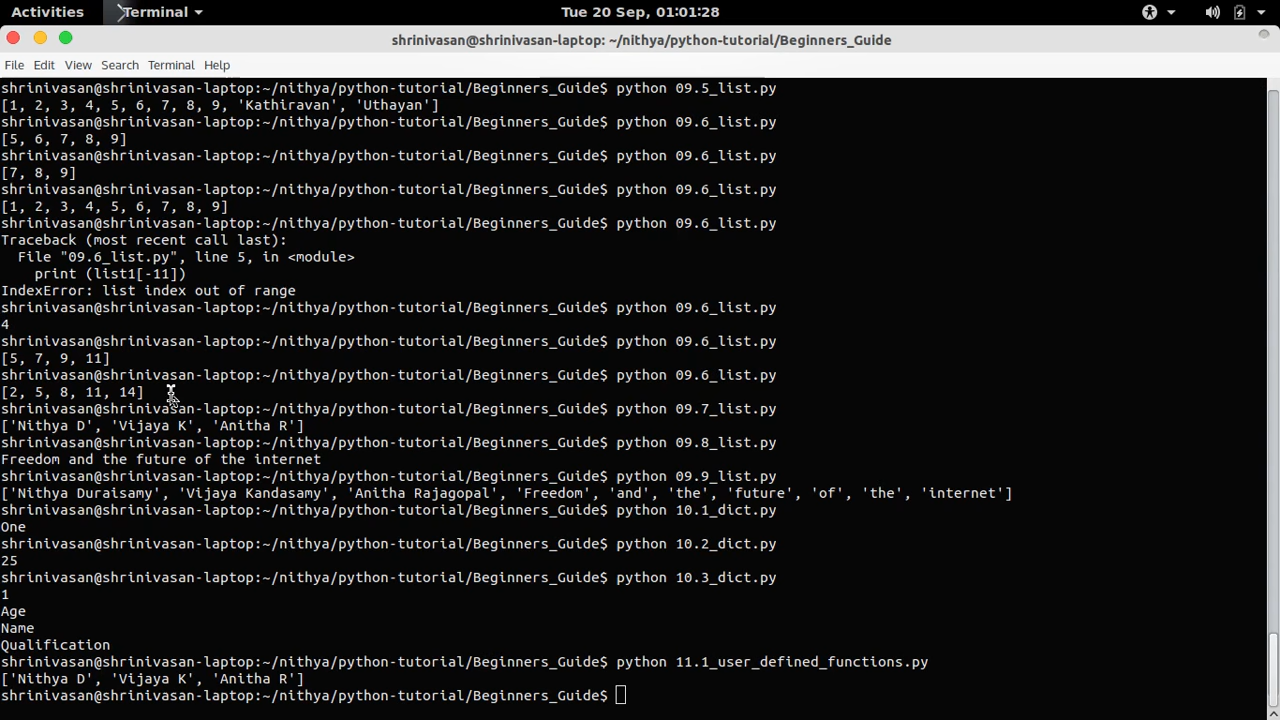 Activities Terminal Tue 20 Sep, 01:01:28
shrinivasan@shrinivasan-laptop: ~/nithya/python-tutorial/Beginners_Guide
File Edit View Search Terminal Help
shrinivasan@shrinivasan-laptop:~/nithya/python-tutorial/Beginners_Guide$ python 09.5_list.py
[1, 2, 3, 4, 5, 6, 7, 8, 9, 'Kathiravan', 'Uthayan']
shrinivasan@shrinivasan-laptop:~/nithya/python-tutorial/Beginners_Guide$ python 09.6_list.py
[5, 6, 7, 8, 9]
shrinivasan@shrinivasan-laptop:~/nithya/python-tutorial/Beginners_Guide$ python 09.6_list.py
[7, 8, 9]
shrinivasan@shrinivasan-laptop:~/nithya/python-tutorial/Beginners_Guide$ python 09.6_list.py
[1, 2, 3, 4, 5, 6, 7, 8, 9]
shrinivasan@shrinivasan-laptop:~/nithya/python-tutorial/Beginners_Guide$ python 09.6_list.py
Traceback (most recent call last):
  File "09.6_list.py", line 5, in <module>
    print (list1[-11])
IndexError: list index out of range
shrinivasan@shrinivasan-laptop:~/nithya/python-tutorial/Beginners_Guide$ python 09.6_list.py
4
shrinivasan@shrinivasan-laptop:~/nithya/python-tutorial/Beginners_Guide$ python 09.6_list.py
[5, 7, 9, 11]
shrinivasan@shrinivasan-laptop:~/nithya/python-tutorial/Beginners_Guide$ python 09.6_list.py
[2, 5, 8, 11, 14]
shrinivasan@shrinivasan-laptop:~/nithya/python-tutorial/Beginners_Guide$ python 09.7_list.py
['Nithya D', 'Vijaya K', 'Anitha R']
shrinivasan@shrinivasan-laptop:~/nithya/python-tutorial/Beginners_Guide$ python 09.8_list.py
Freedom and the future of the internet
shrinivasan@shrinivasan-laptop:~/nithya/python-tutorial/Beginners_Guide$ python 09.9_list.py
['Nithya Duraisamy', 'Vijaya Kandasamy', 'Anitha Rajagopal', 'Freedom', 'and', 'the', 'future', 'of', 'the', 'internet']
shrinivasan@shrinivasan-laptop:~/nithya/python-tutorial/Beginners_Guide$ python 10.1_dict.py
One
shrinivasan@shrinivasan-laptop:~/nithya/python-tutorial/Beginners_Guide$ python 10.2_dict.py
25
shrinivasan@shrinivasan-laptop:~/nithya/python-tutorial/Beginners_Guide$ python 10.3_dict.py
1
Age
Name
Qualification
shrinivasan@shrinivasan-laptop:~/nithya/python-tutorial/Beginners_Guide$ python 11.1_user_defined_functions.py
['Nithya D', 'Vijaya K', 'Anitha R']
shrinivasan@shrinivasan-laptop:~/nithya/python-tutorial/Beginners_Guide$